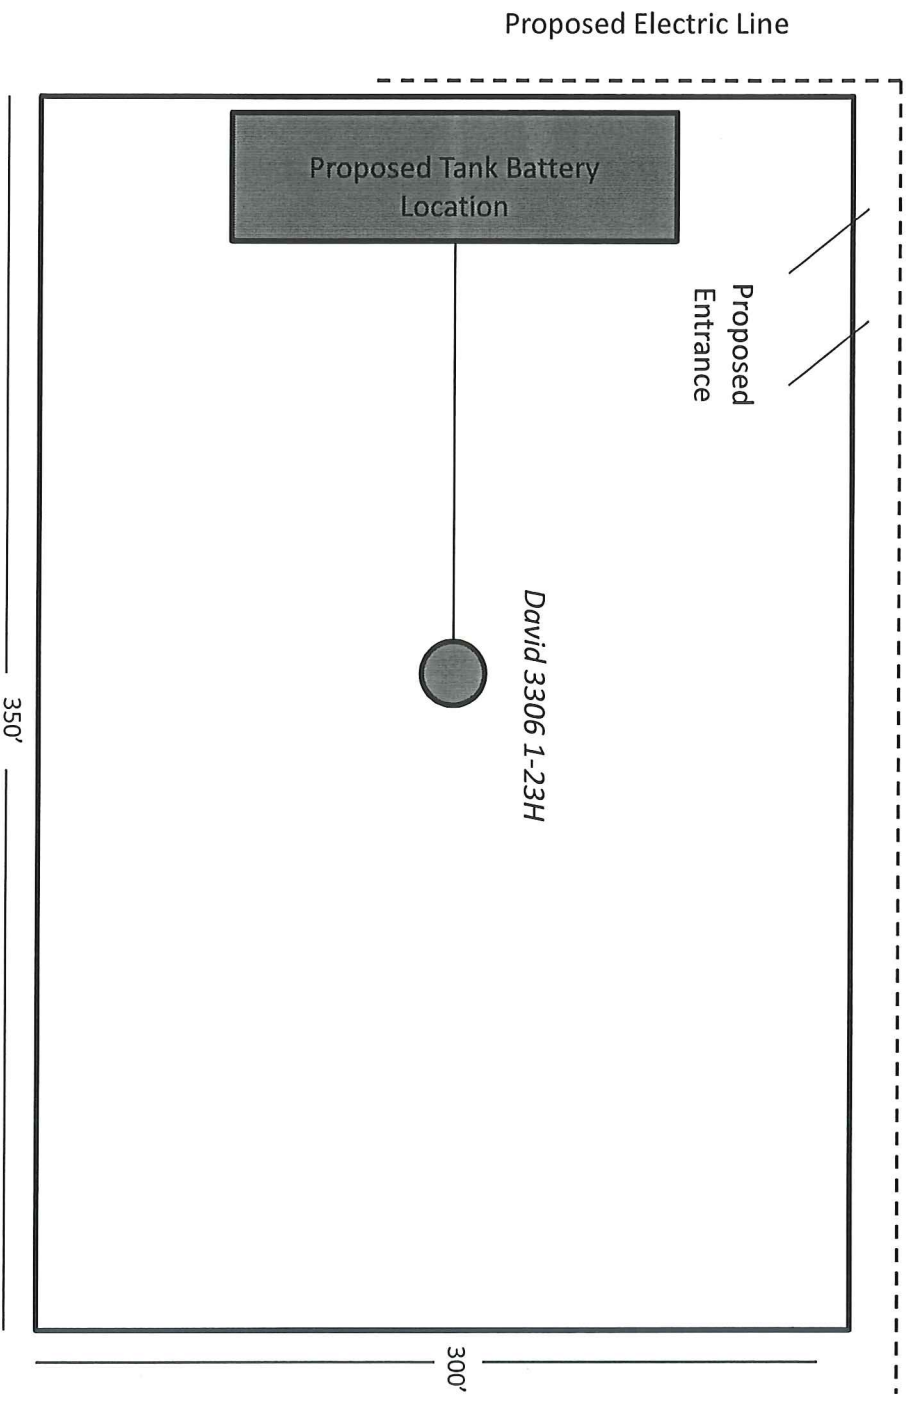 Proposed Electric Line
Proposed Tank Battery
Location
Proposed
Entrance
David 3306 1-23H
350'
300'